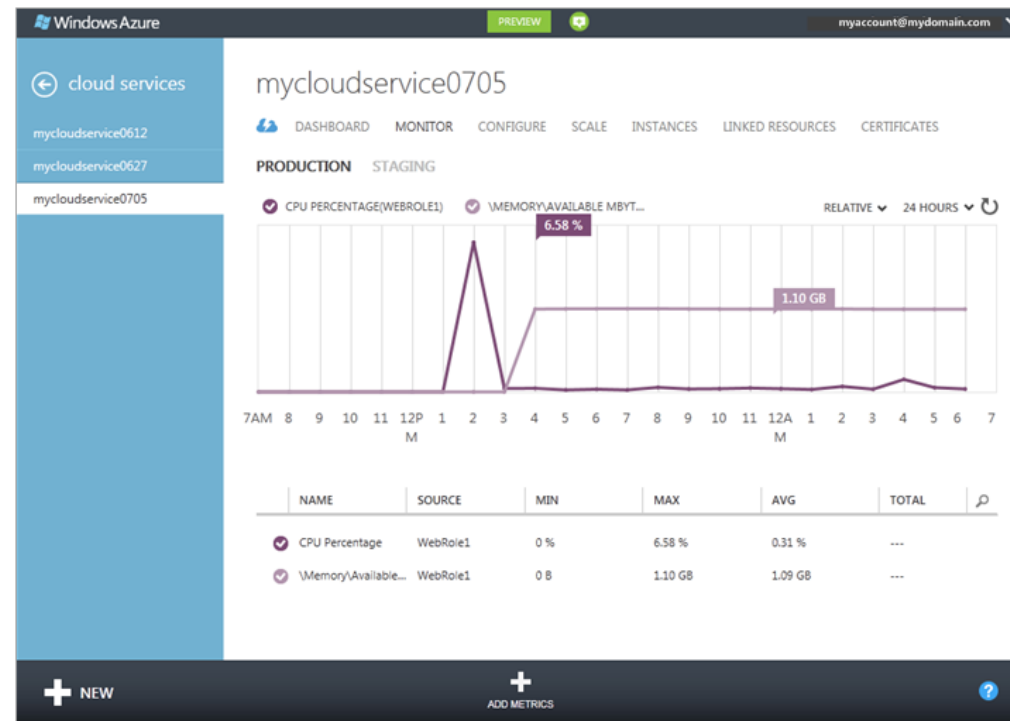 Windows Azure PREVIEW myaccount@mydomain.com
cloud services
mycloudservice0612
mycloudservice0627
mycloudservice0705
mycloudservice0705
DASHBOARD MONITOR CONFIGURE SCALE INSTANCES LINKED RESOURCES CERTIFICATES
PRODUCTION STAGING
CPU PERCENTAGE(WEBROLE1) \MEMORY\AVAILABLE MBYT... RELATIVE 24 HOURS
6.58 %
1.10 GB
7AM 8 9 10 11 12P 1 2 3 4 5 6 7 8 9 10 11 12A 1 2 3 4 5 6 7
M M
NAME SOURCE MIN MAX AVG TOTAL
CPU Percentage WebRole1 0 % 6.58 % 0.31 % ---
\Memory\Available... WebRole1 0 B 1.10 GB 1.09 GB ---
NEW
ADD METRICS
?